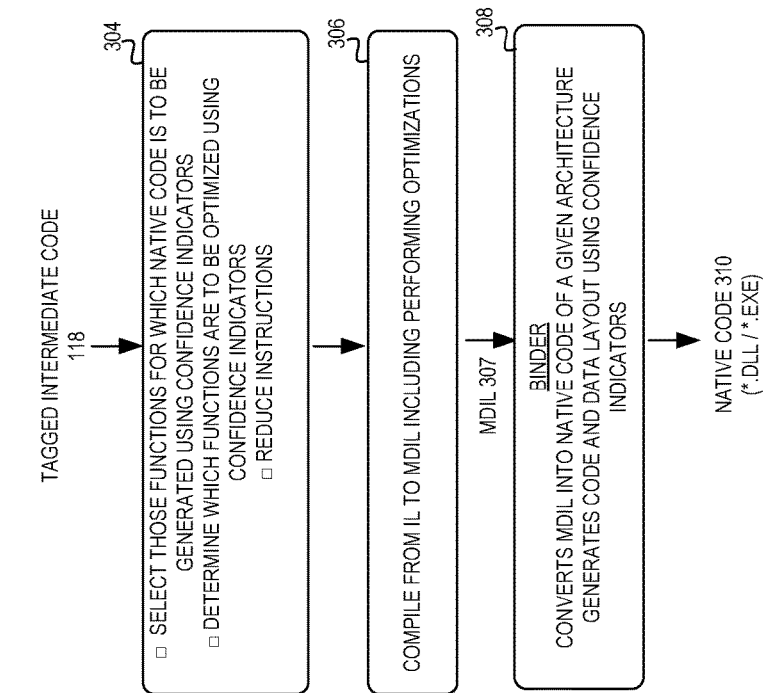 TAGGED INTERMEDIATE CODE
118
304
□ SELECT THOSE FUNCTIONS FOR WHICH NATIVE CODE IS TO BE
GENERATED USING CONFIDENCE INDICATORS
□ DETERMINE WHICH FUNCTIONS ARE TO BE OPTIMIZED USING
CONFIDENCE INDICATORS
□ REDUCE INSTRUCTIONS
306
COMPILE FROM IL TO MDIL INCLUDING PERFORMING OPTIMIZATIONS
MDIL 307
308
BINDER
CONVERTS MDIL INTO NATIVE CODE OF A GIVEN ARCHITECTURE
GENERATES CODE AND DATA LAYOUT USING CONFIDENCE
INDICATORS
NATIVE CODE 310
(*.DLL / *.EXE)